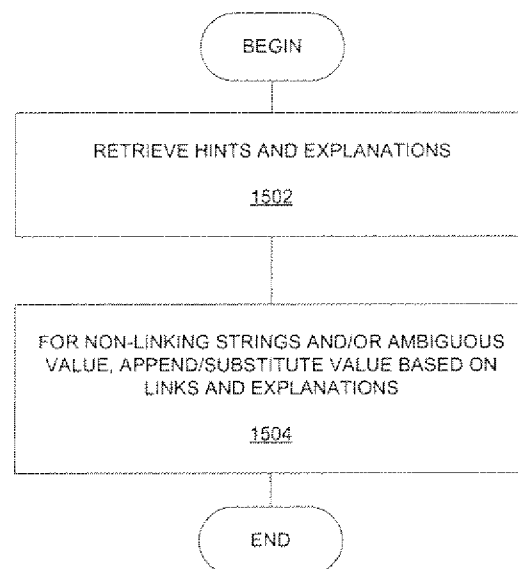 BEGIN
RETRIEVE HINTS AND EXPLANATIONS
1502
FOR NON-LINKING STRINGS AND/OR AMBIGUOUS
VALUE, APPEND/SUBSTITUTE VALUE BASED ON
LINKS AND EXPLANATIONS
1504
END